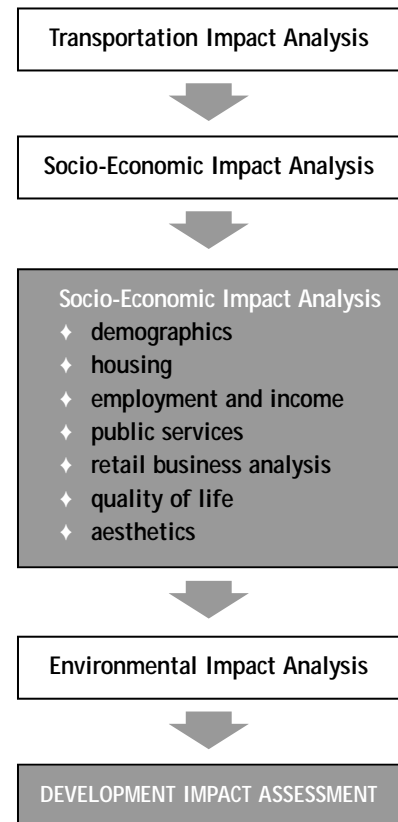 Transportation Impact Analysis
Socio-Economic Impact Analysis
Socio-Economic Impact Analysis
♦ demographics
♦ housing
♦ employment and income
♦ public services
♦ retail business analysis
♦ quality of life
♦ aesthetics
Environmental Impact Analysis
DEVELOPMENT IMPACT ASSESSMENT